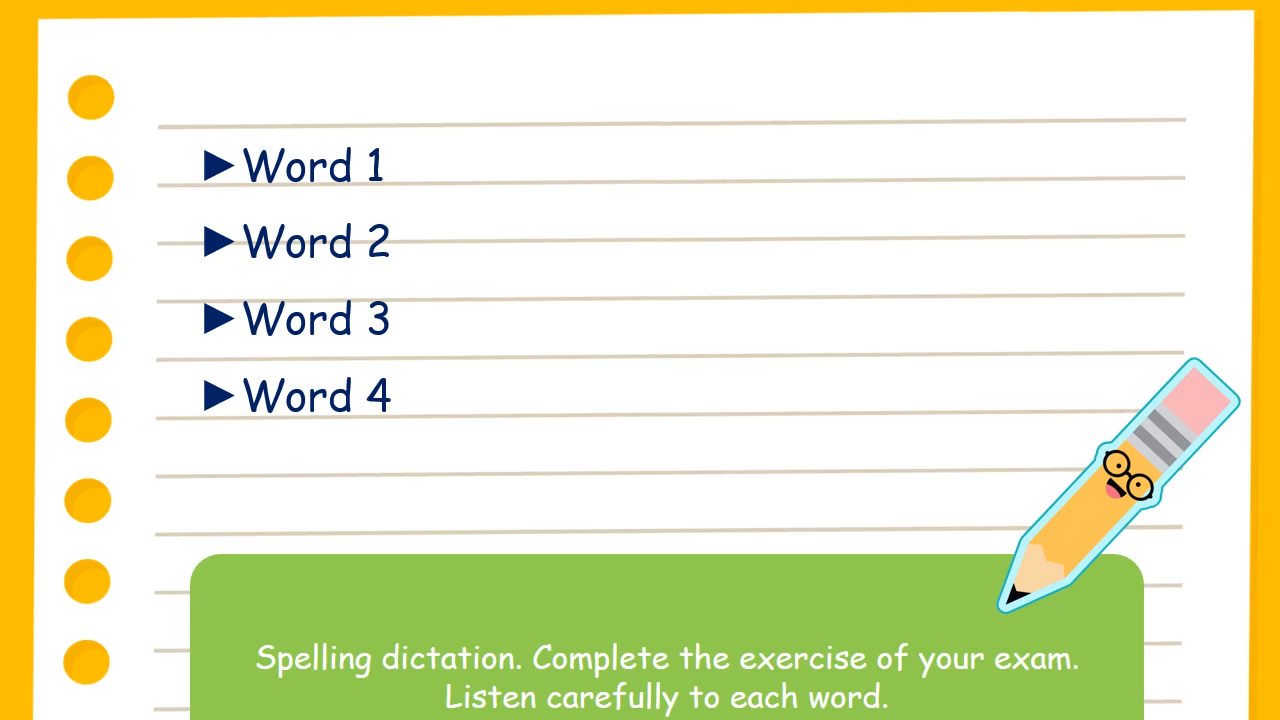 ►Word 1
►Word 2
►Word 3
►Word 4
Spelling dictation. Complete the exercise of your exam.
Listen carefully to each word.